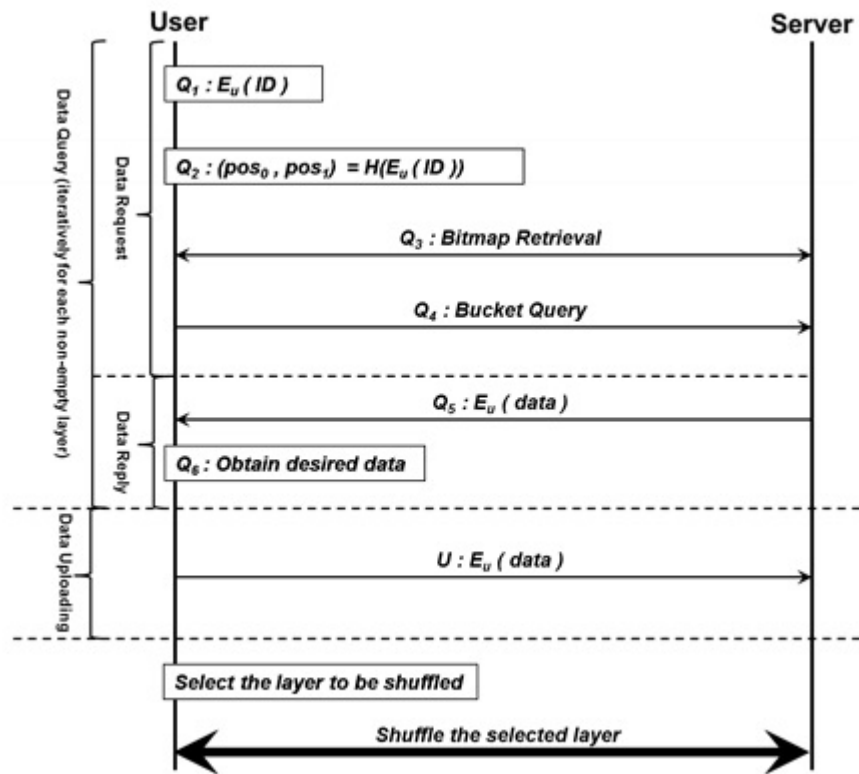 User
Server
Data Query (iteratively for each non-empty layer)
Data Request
Q1 : Eu ( ID )
Q2 : (pos0 , pos1) = H(Eu ( ID ))
Q3 : Bitmap Retrieval
Q4 : Bucket Query
Data Reply
Q5 : Eu ( data )
Q6 : Obtain desired data
Data Uploading
U : Eu ( data )
Select the layer to be shuffled
Shuffle the selected layer